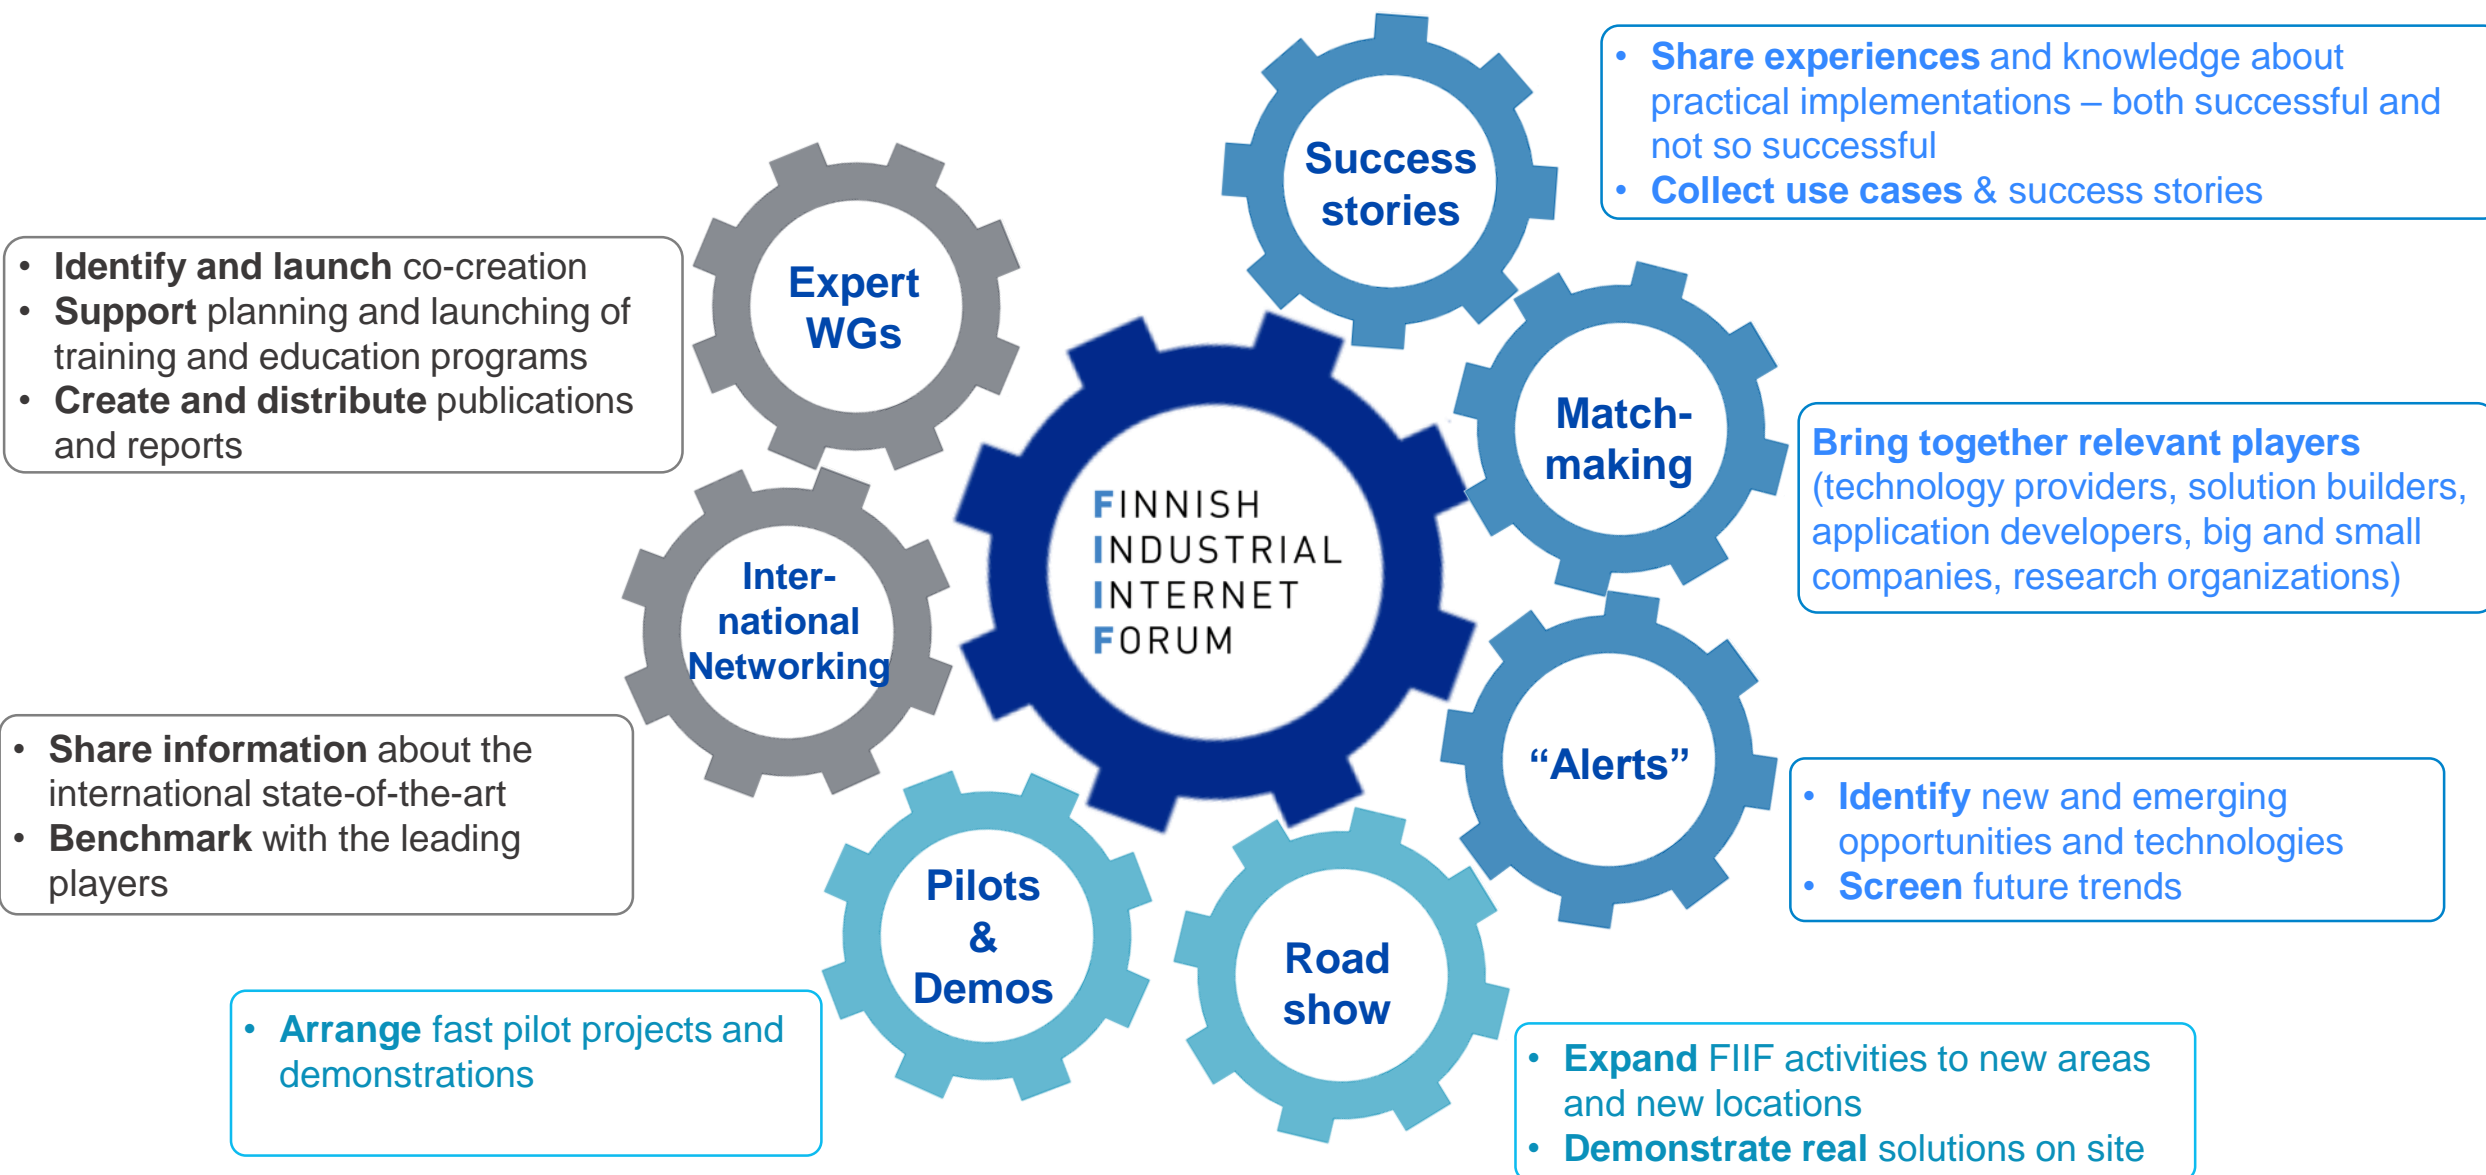 Success
stories
• Share experiences and knowledge about
practical implementations – both successful and
not so successful
• Collect use cases & success stories
Expert
WGs
• Identify and launch co-creation
• Support planning and launching of
training and education programs
• Create and distribute publications
and reports
Match-
making
Bring together relevant players
(technology providers, solution builders,
application developers, big and small
companies, research organizations)
FINNISH
INDUSTRIAL
INTERNET
FORUM
Inter-
national
Networking
• Share information about the
international state-of-the-art
• Benchmark with the leading
players
“Alerts”
• Identify new and emerging
opportunities and technologies
• Screen future trends
Pilots
&
Demos
• Arrange fast pilot projects and
demonstrations
Road
show
• Expand FIIF activities to new areas
and new locations
• Demonstrate real solutions on site